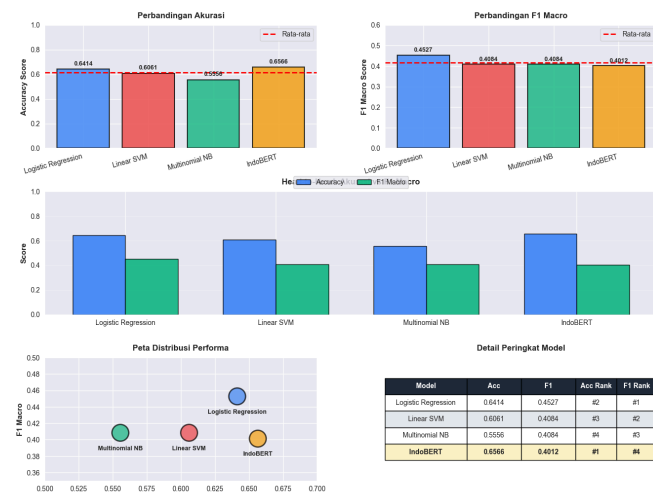 Perbandingan Akurasi
Accuracy Score
1.0
0.8
0.6
0.4
0.2
0.0
Rata-rata
0.6414
0.6061
0.5556
0.6566
Logistic Regression
Linear SVM
Multinomial NB
IndoBERT
Perbandingan F1 Macro
F1 Macro Score
0.6
0.5
0.4
0.3
0.2
0.1
0.0
Rata-rata
0.4527
0.4084
0.4084
0.4012
Logistic Regression
Linear SVM
Multinomial NB
IndoBERT
Accuracy
F1 Macro
Score
1.0
0.8
0.6
0.4
0.2
0.0
Logistic Regression
Linear SVM
Multinomial NB
IndoBERT
Peta Distribusi Performa
F1 Macro
0.50
0.48
0.46
0.44
0.42
0.40
0.38
0.36
Logistic Regression
Multinomial NB
Linear SVM
IndoBERT
0.500 0.525 0.550 0.575 0.600 0.625 0.650 0.675 0.700
Detail Peringkat Model
Model Acc F1 Acc Rank F1 Rank
Logistic Regression 0.6414 0.4527 #2 #1
Linear SVM 0.6061 0.4084 #3 #2
Multinomial NB 0.5556 0.4084 #4 #3
IndoBERT 0.6566 0.4012 #1 #4